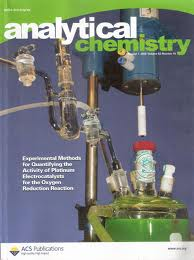 analytical
chemistry
Experimental Methods
for Quantifying the
Activity of Platinum
Electrocatalysts
for the Oxygen
Reduction Reaction
ACS Publications